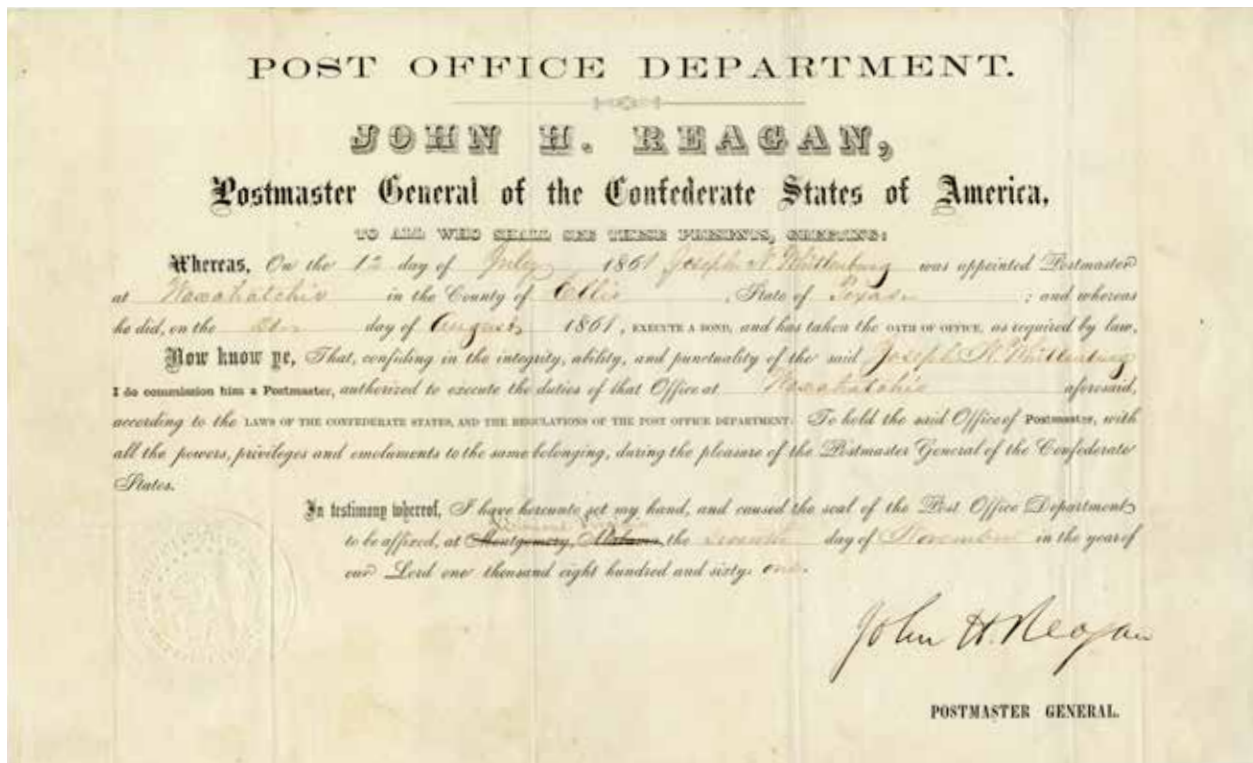 POST OFFICE DEPARTMENT.
JOHN H. REAGAN,
Postmaster General of the Confederate States of America,
TO ALL WHO SHALL SEE THESE PRESENTS, GREETING:
Whereas, On the 12 day of July 1861 Joseph N Whittenburg was appointed Postmaster
at Waxahatchie in the County of Ellis, State of Texas; and whereas
he did, on the day of August 1861, EXECUTE A BOND, and has taken the OATH OF OFFICE, as required by law,
Now know ye, That, confiding in the integrity, ability, and punctuality of the said Joseph N. Whittenburg
I do commission him a Postmaster, authorized to execute the duties of that Office at Waxahatchie aforesaid,
according to the LAWS OF THE CONFEDERATE STATES, AND THE REGULATIONS OF THE POST OFFICE DEPARTMENT: To hold the said Office of Postmaster, with
all the powers, privileges and emoluments to the same belonging, during the pleasure of the Postmaster General of the Confederate
States.
In testimony whereof, I have hereunto set my hand, and caused the seal of the Post Office Department
to be affixed, at Montgomery, Alabama, the seventh day of November in the year of
our Lord one thousand eight hundred and sixty-one.
John H. Reagan
POSTMASTER GENERAL.